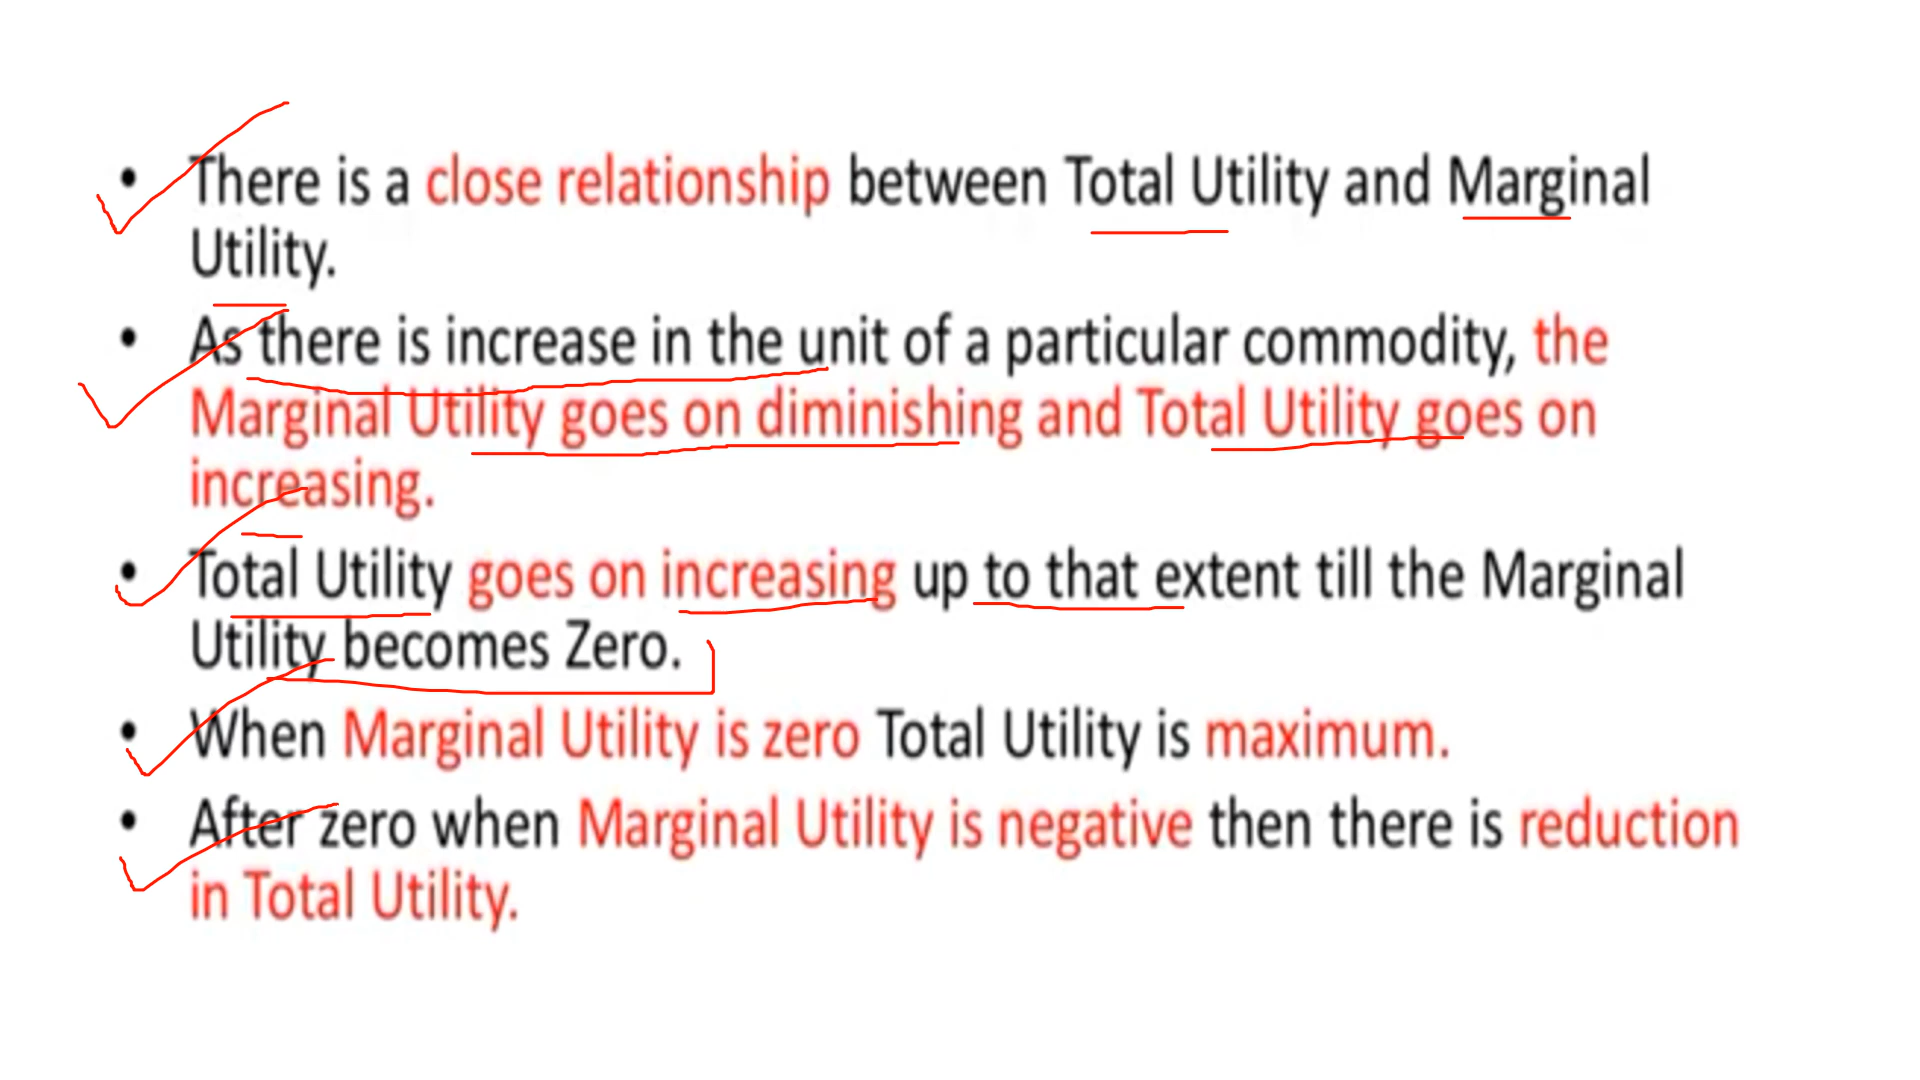 • There is a close relationship between Total Utility and Marginal
Utility.
• As there is increase in the unit of a particular commodity, the
Marginal Utility goes on diminishing and Total Utility goes on
increasing.
• Total Utility goes on increasing up to that extent till the Marginal
Utility becomes Zero.
• When Marginal Utility is zero Total Utility is maximum.
• After zero when Marginal Utility is negative then there is reduction
in Total Utility.